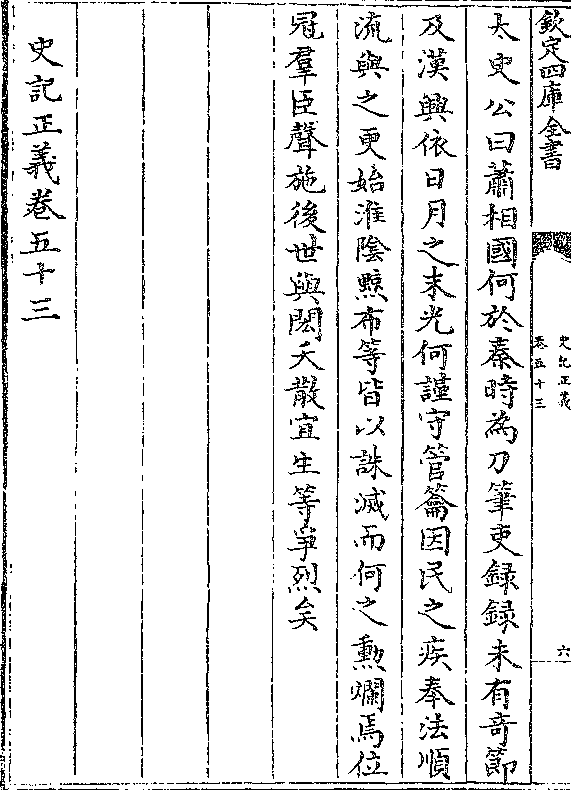 欽定四庫全書
史記正義
卷五十三
六
太史公曰蕭相國何於秦時為刀筆吏録録未有奇節
及漢興依日月之末光何謹守管籥因民之疾奉法順
流與之更始淮陰黥布等皆以誅滅而何之勲爛焉位
冠羣臣聲施後世與閎夭散宜生等爭烈矣
史記正義卷五十三